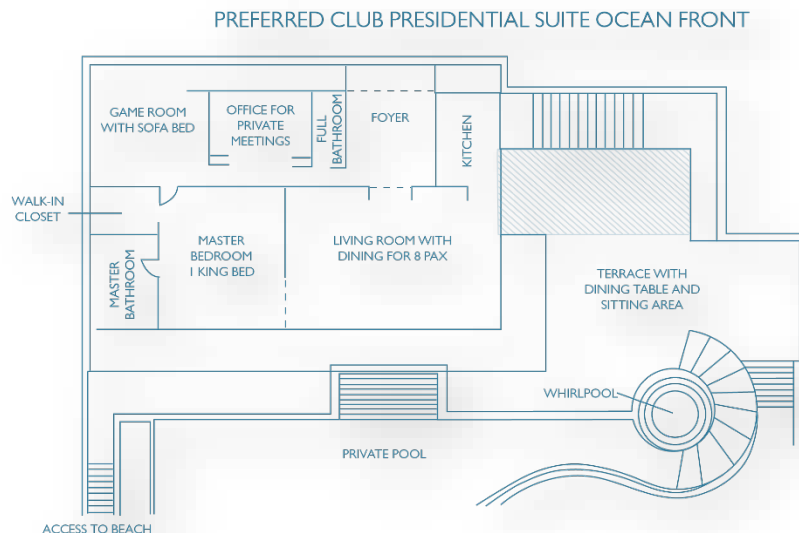 PREFERRED CLUB PRESIDENTIAL SUITE OCEAN FRONT
GAME ROOM
WITH SOFA BED
OFFICE FOR
PRIVATE
MEETINGS
FULL
BATHROOM
FOYER
KITCHEN
WALK-IN
CLOSET
MASTER
BEDROOM
1 KING BED
LIVING ROOM WITH
DINING FOR 8 PAX
MASTER
BATHROOM
TERRACE WITH
DINING TABLE AND
SITTING AREA
WHIRLPOOL
PRIVATE POOL
ACCESS TO BEACH